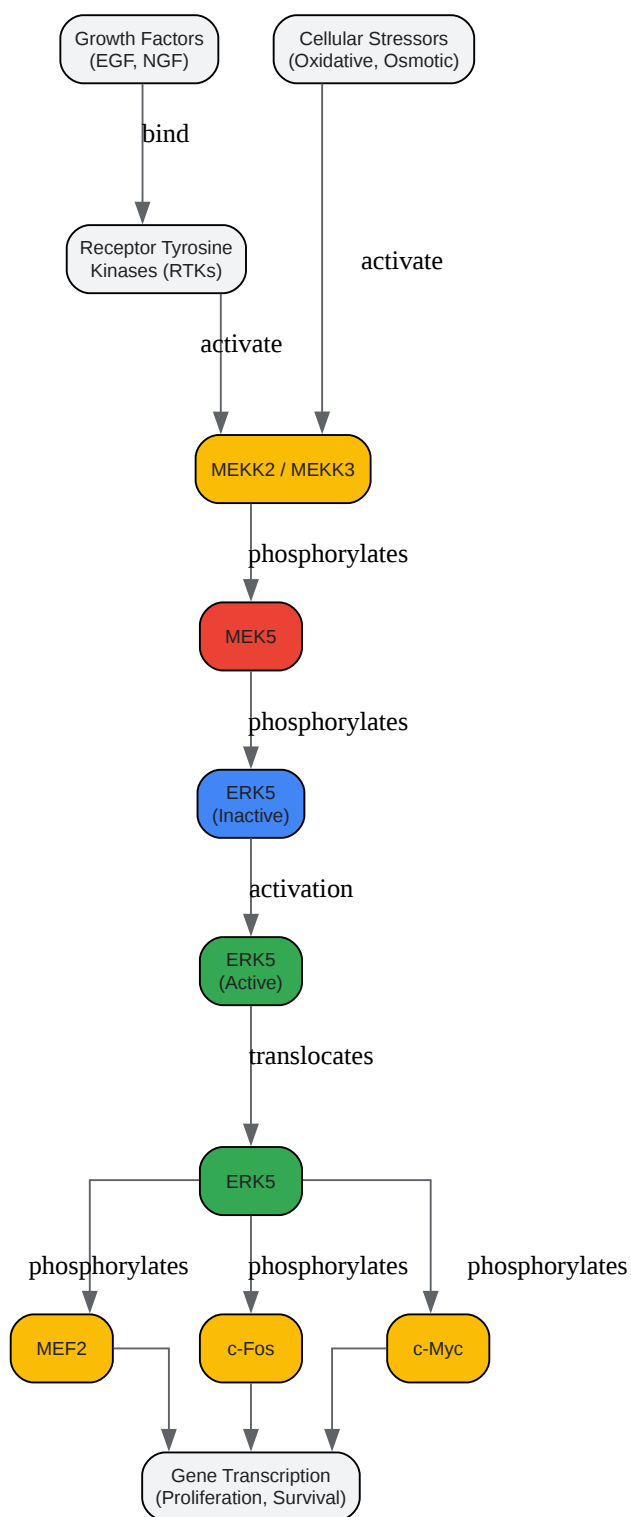 Growth Factors
(EGF, NGF)
Cellular Stressors
(Oxidative, Osmotic)
bind
Receptor Tyrosine
Kinases (RTKs)
activate
activate
MEKK2 / MEKK3
phosphorylates
MEK5
phosphorylates
ERK5
(Inactive)
activation
ERK5
(Active)
translocates
ERK5
phosphorylates
phosphorylates
phosphorylates
MEF2
c-Fos
c-Myc
Gene Transcription
(Proliferation, Survival)